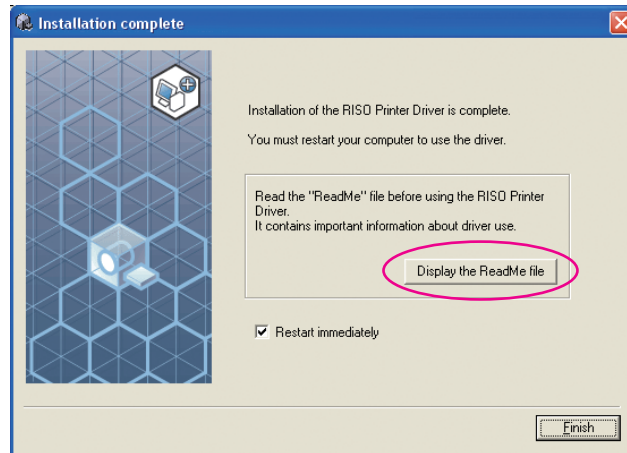 Installation complete
Installation of the RISO Printer Driver is complete.
You must restart your computer to use the driver.
Read the "ReadMe" file before using the RISO Printer
Driver.
It contains important information about driver use.
Display the ReadMe file
Restart immediately
Finish